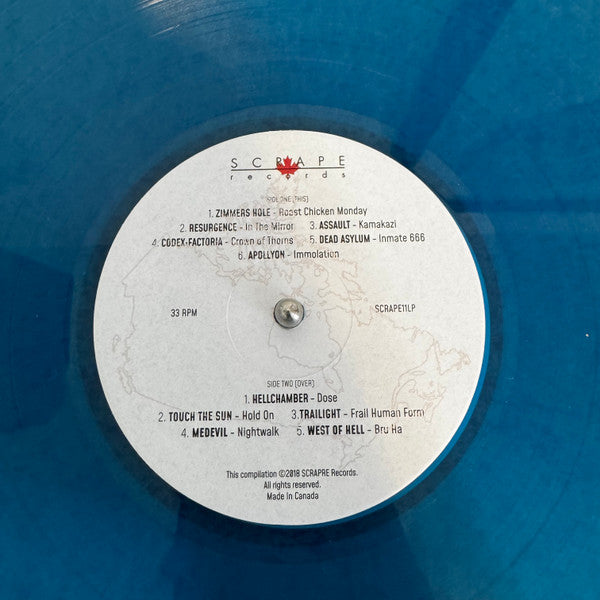 SCRAPE
records
SIDE ONE (THIS)
1. ZIMMERS HOLE - Roast Chicken Monday
2. RESURGENCE - In The Mirror 3. ASSAULT - Kamakazi
4. CODEX-FACTORIA - Crown of Thorns 5. DEAD ASYLUM - Inmate 666
6. APOLLYON - Immolation
33 RPM SCRAPE11LP
SIDE TWO (OVER)
1. HELLCHAMBER - Dose
2. TOUCH THE SUN - Hold On 3.TRAILIGHT - Frail Human Form
4. MEDEVIL - Nightwalk 5. WEST OF HELL - Bru Ha
This compilation ©2018 SCRAPRE Records.
All rights reserved.
Made In Canada